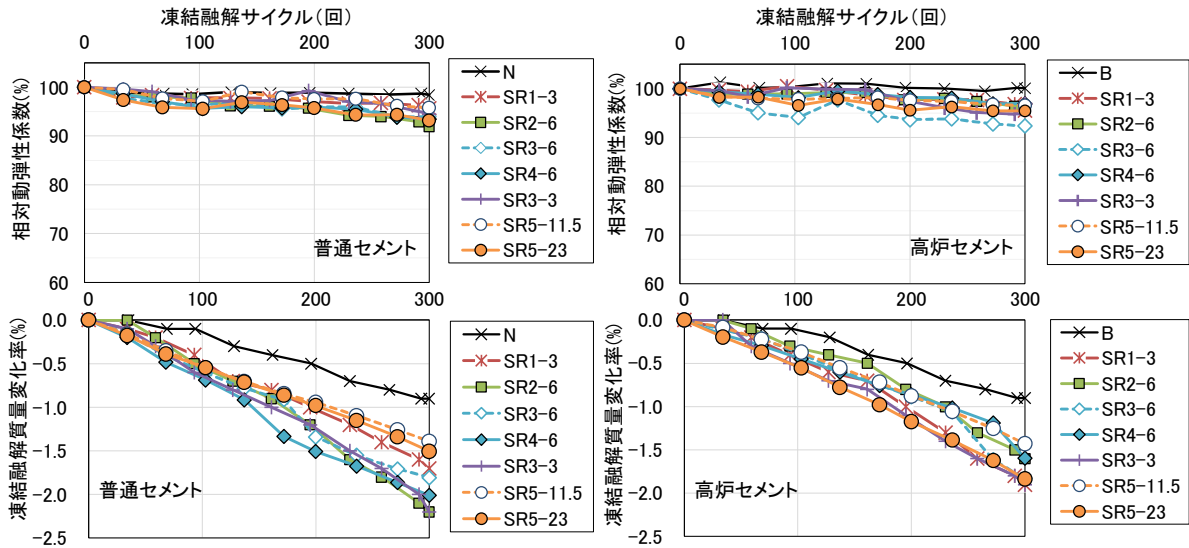 凍結融解サイクル（回）
0 100 200 300
相対動弾性係数(%)
100
90
80
70
60
普通セメント
N
SR1-3
SR2-6
SR3-6
SR4-6
SR3-3
SR5-11.5
SR5-23
凍結融解サイクル（回）
0 100 200 300
相対動弾性係数(%)
100
90
80
70
60
高炉セメント
B
SR1-3
SR2-6
SR3-6
SR4-6
SR3-3
SR5-11.5
SR5-23
0 100 200 300
凍結融解質量変化率(%)
0.0
-0.5
-1.0
-1.5
-2.0
-2.5
普通セメント
N
SR1-3
SR2-6
SR3-6
SR4-6
SR3-3
SR5-11.5
SR5-23
0 100 200 300
凍結融解質量変化率(%)
0.0
-0.5
-1.0
-1.5
-2.0
-2.5
高炉セメント
B
SR1-3
SR2-6
SR3-6
SR4-6
SR3-3
SR5-11.5
SR5-23